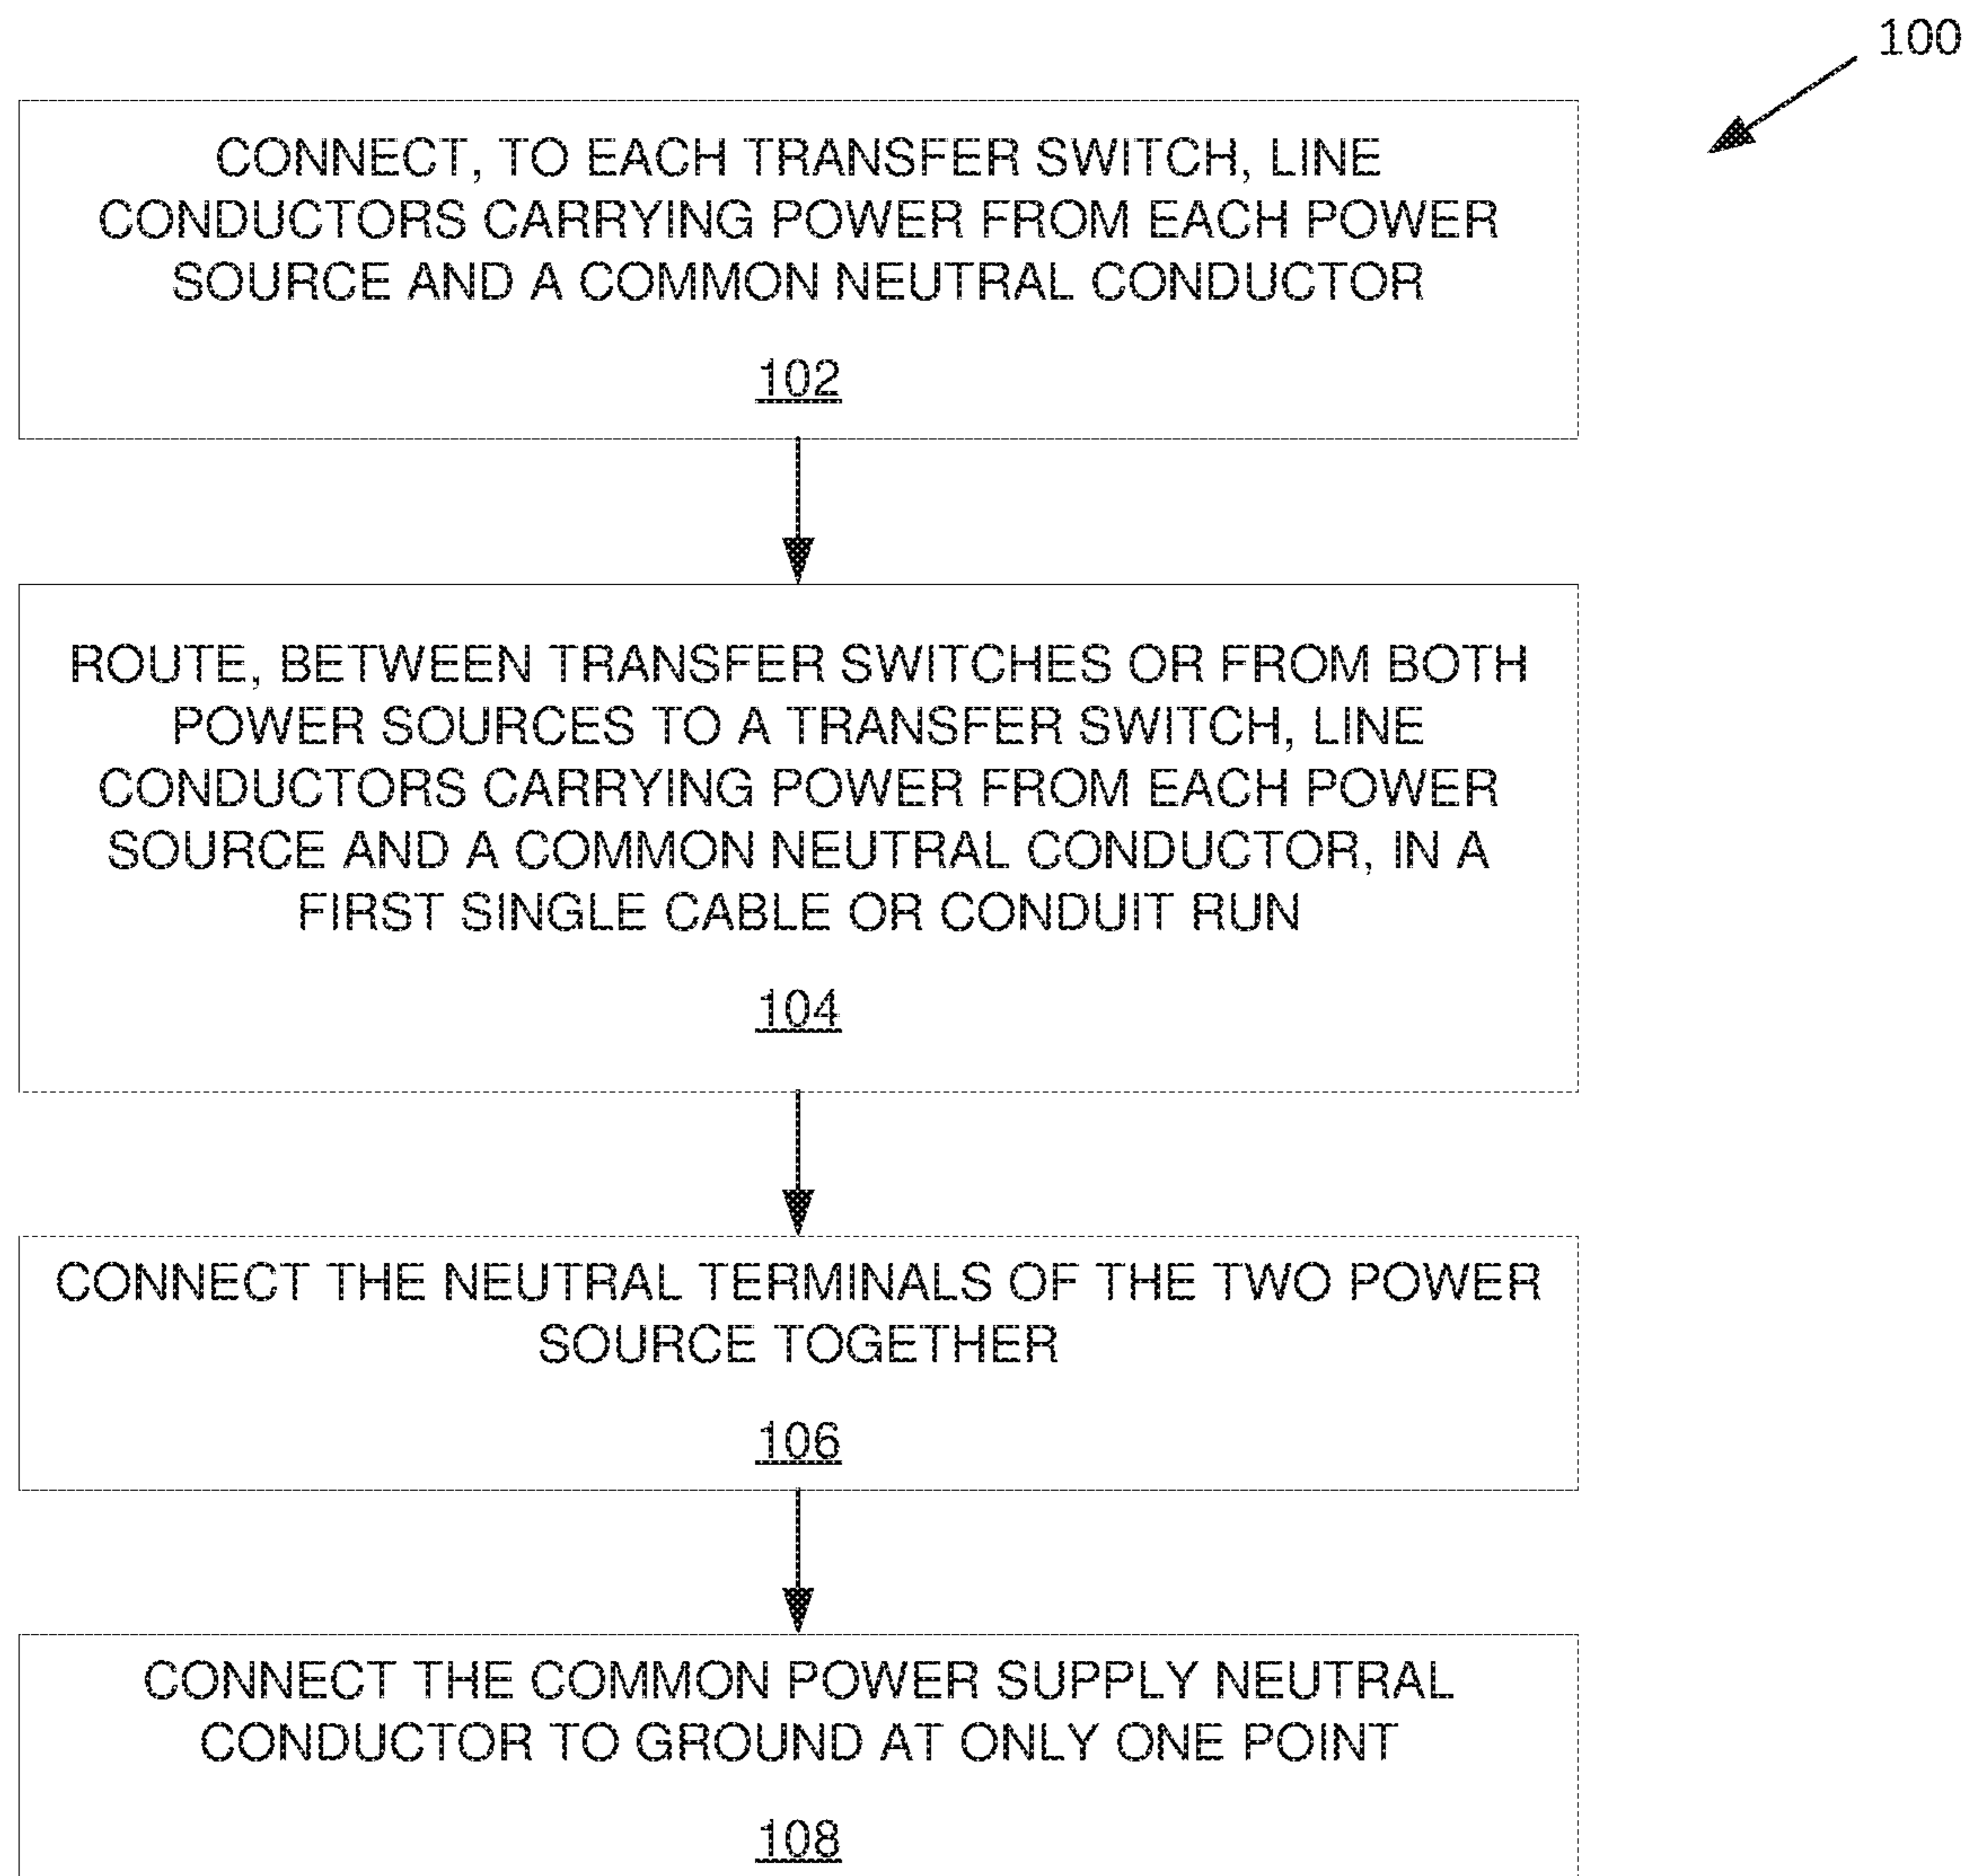 100
CONNECT, TO EACH TRANSFER SWITCH, LINE
CONDUCTORS CARRYING POWER FROM EACH POWER
SOURCE AND A COMMON NEUTRAL CONDUCTOR
102
ROUTE, BETWEEN TRANSFER SWITCHES OR FROM BOTH
POWER SOURCES TO A TRANSFER SWITCH, LINE
CONDUCTORS CARRYING POWER FROM EACH POWER
SOURCE AND A COMMON NEUTRAL CONDUCTOR, IN A
FIRST SINGLE CABLE OR CONDUIT RUN
104
CONNECT THE NEUTRAL TERMINALS OF THE TWO POWER
SOURCE TOGETHER
106
CONNECT THE COMMON POWER SUPPLY NEUTRAL
CONDUCTOR TO GROUND AT ONLY ONE POINT
108